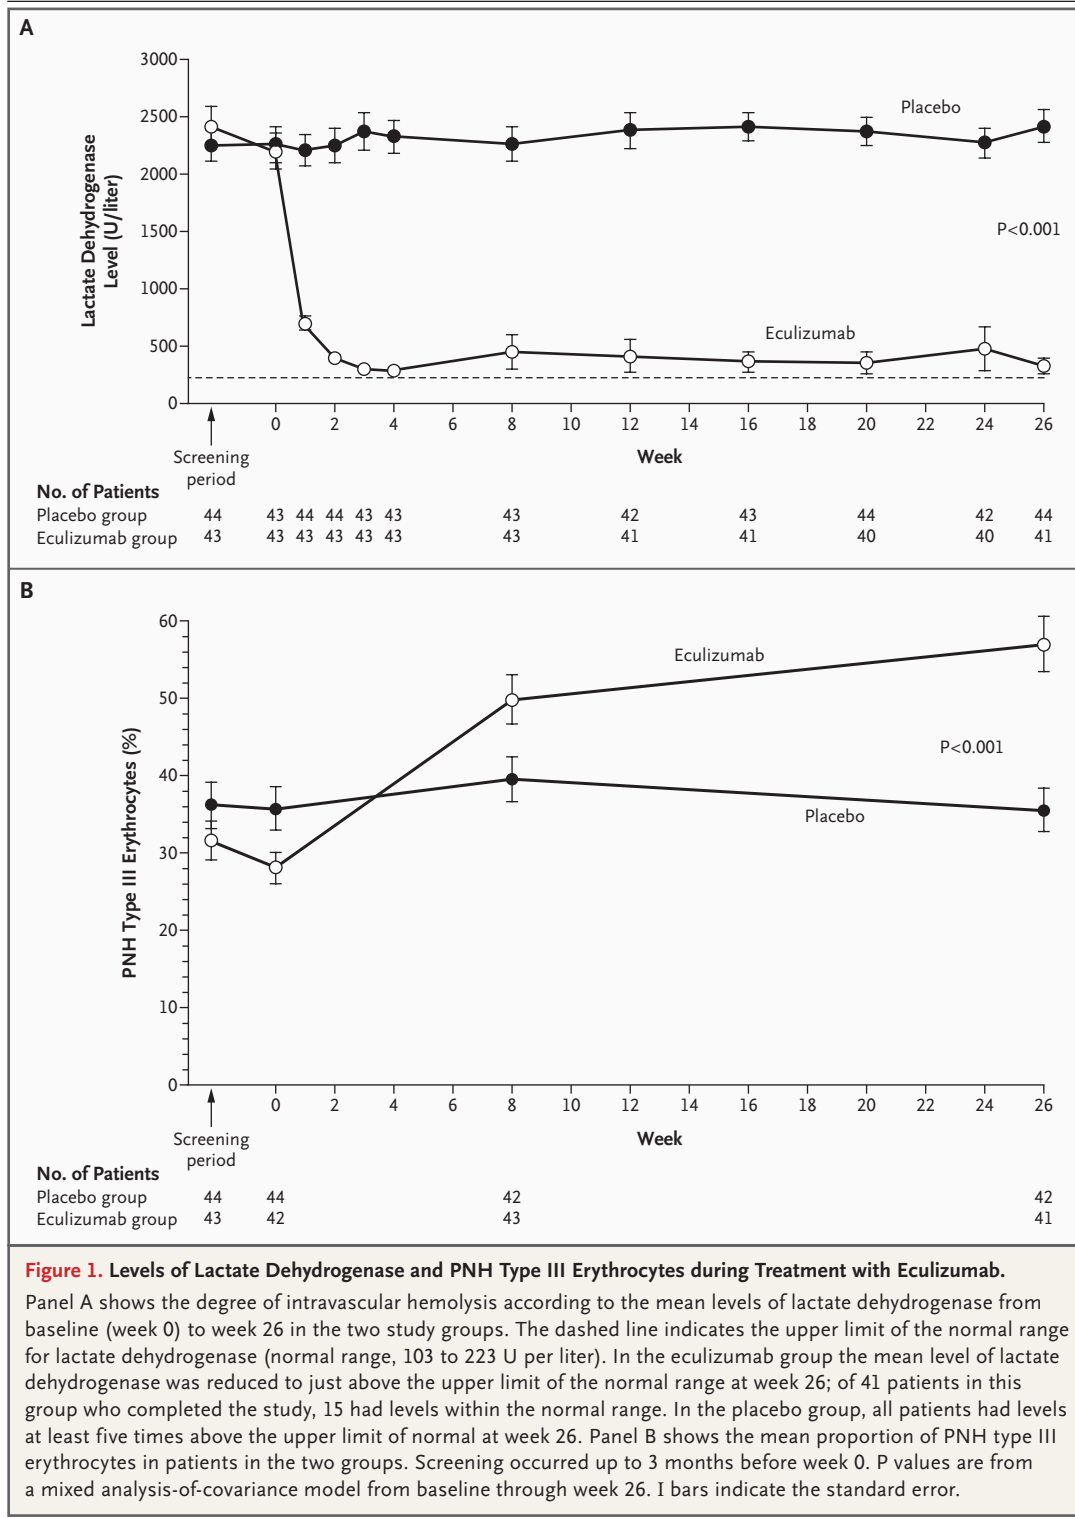 A
3000
2500
2000
1500
1000
500
0
Lactate Dehydrogenase
Level (U/liter)
Placebo
P<0.001
Eculizumab
0 2 4 6 8 10 12 14 16 18 20 22 24 26
Screening
period
Week
No. of Patients
Placebo group 44 43 44 44 43 43 43 42 43 44 42 44
Eculizumab group 43 43 43 43 43 43 43 41 41 40 40 41
B
60
50
40
30
20
10
0
PNH Type III Erythrocytes (%)
Eculizumab
P<0.001
Placebo
0 2 4 6 8 10 12 14 16 18 20 22 24 26
Screening
period
Week
No. of Patients
Placebo group 44 44 42 42
Eculizumab group 43 42 43 41
Figure 1. Levels of Lactate Dehydrogenase and PNH Type III Erythrocytes during Treatment with Eculizumab.
Panel A shows the degree of intravascular hemolysis according to the mean levels of lactate dehydrogenase from
baseline (week 0) to week 26 in the two study groups. The dashed line indicates the upper limit of the normal range
for lactate dehydrogenase (normal range, 103 to 223 U per liter). In the eculizumab group the mean level of lactate
dehydrogenase was reduced to just above the upper limit of the normal range at week 26; of 41 patients in this
group who completed the study, 15 had levels within the normal range. In the placebo group, all patients had levels
at least five times above the upper limit of normal at week 26. Panel B shows the mean proportion of PNH type III
erythrocytes in patients in the two groups. Screening occurred up to 3 months before week 0. P values are from
a mixed analysis-of-covariance model from baseline through week 26. I bars indicate the standard error.